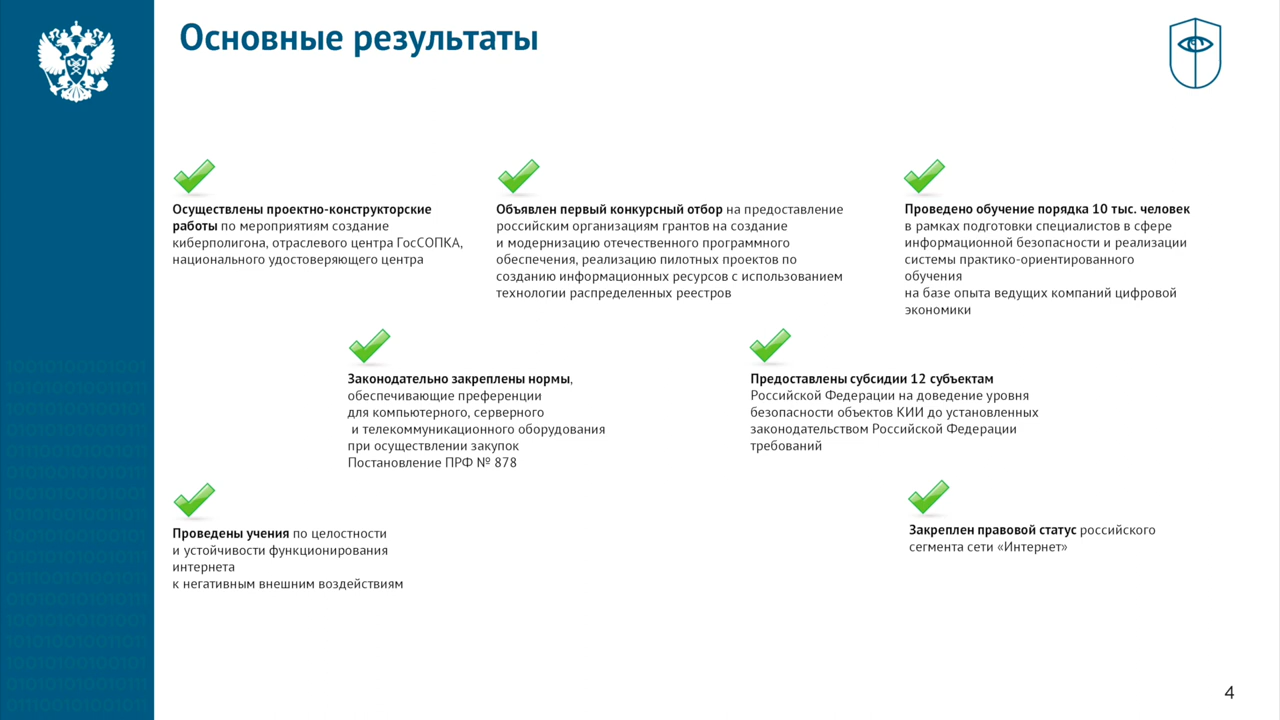 Основные результаты
Осуществлены проектно-конструкторские
работы по мероприятиям создание
киберполигона, отраслевого центра ГосСОПКА,
национального удостоверяющего центра
Объявлен первый конкурсный отбор на предоставление
российским организациям грантов на создание
и модернизацию отечественного программного
обеспечения, реализацию пилотных проектов по
созданию информационных ресурсов с использованием
технологии распределенных реестров
Проведено обучение порядка 10 тыс. человек
в рамках подготовки специалистов в сфере
информационной безопасности и реализации
системы практико-ориентированного
обучения
на базе опыта ведущих компаний цифровой
экономики
Законодательно закреплены нормы,
обеспечивающие преференции
для компьютерного, серверного
и телекоммуникационного оборудования
при осуществлении закупок
Постановление ПРФ № 878
Предоставлены субсидии 12 субъектам
Российской Федерации на доведение уровня
безопасности объектов КИИ до установленных
законодательством Российской Федерации
требований
Проведены учения по целостности
и устойчивости функционирования
интернета
к негативным внешним воздействиям
Закреплен правовой статус российского
сегмента сети «Интернет»
4